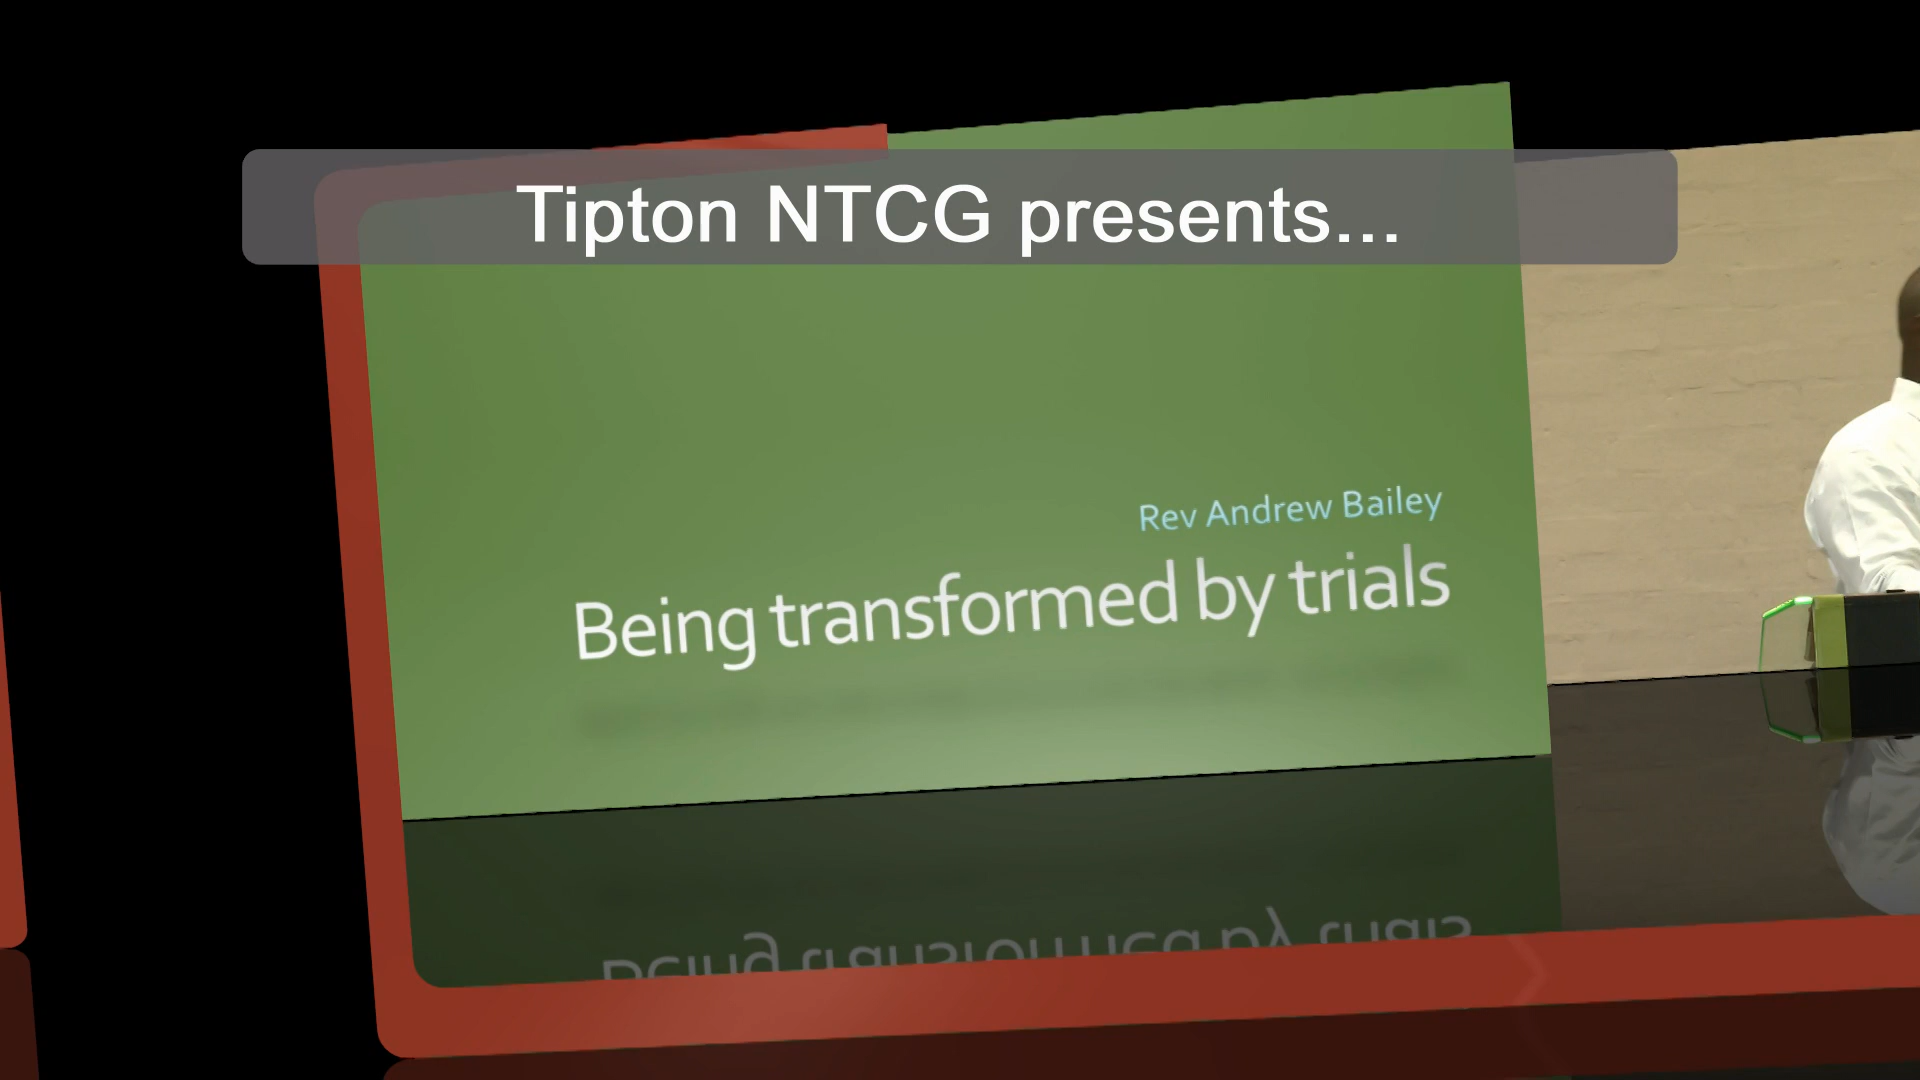 Tipton NTCG presents...
Rev Andrew Bailey
Being transformed by trials